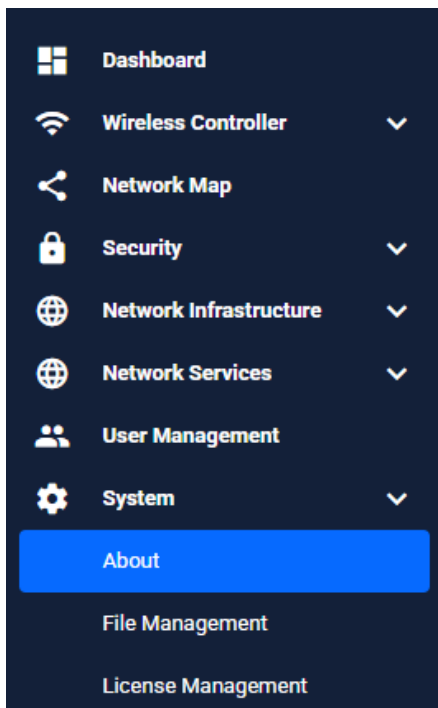 Dashboard
Wireless Controller
Network Map
Security
Network Infrastructure
Network Services
User Management
System
About
File Management
License Management